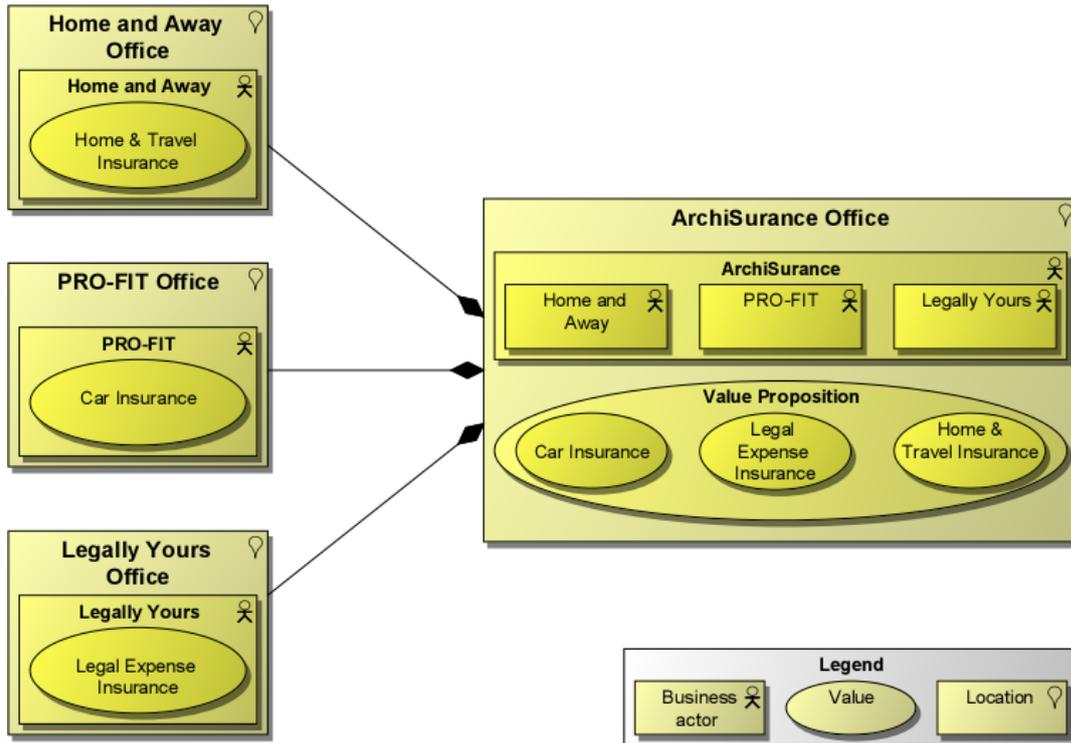 Home and Away
Office
Home and Away
Home & Travel
Insurance
PRO-FIT Office
PRO-FIT
Car Insurance
Legally Yours
Office
Legally Yours
Legal Expense
Insurance
ArchiSurance Office
ArchiSurance
Home and
Away
PRO-FIT
Legally Yours
Value Proposition
Car Insurance
Legal
Expense
Insurance
Home &
Travel Insurance
Legend
Business
actor
Value
Location